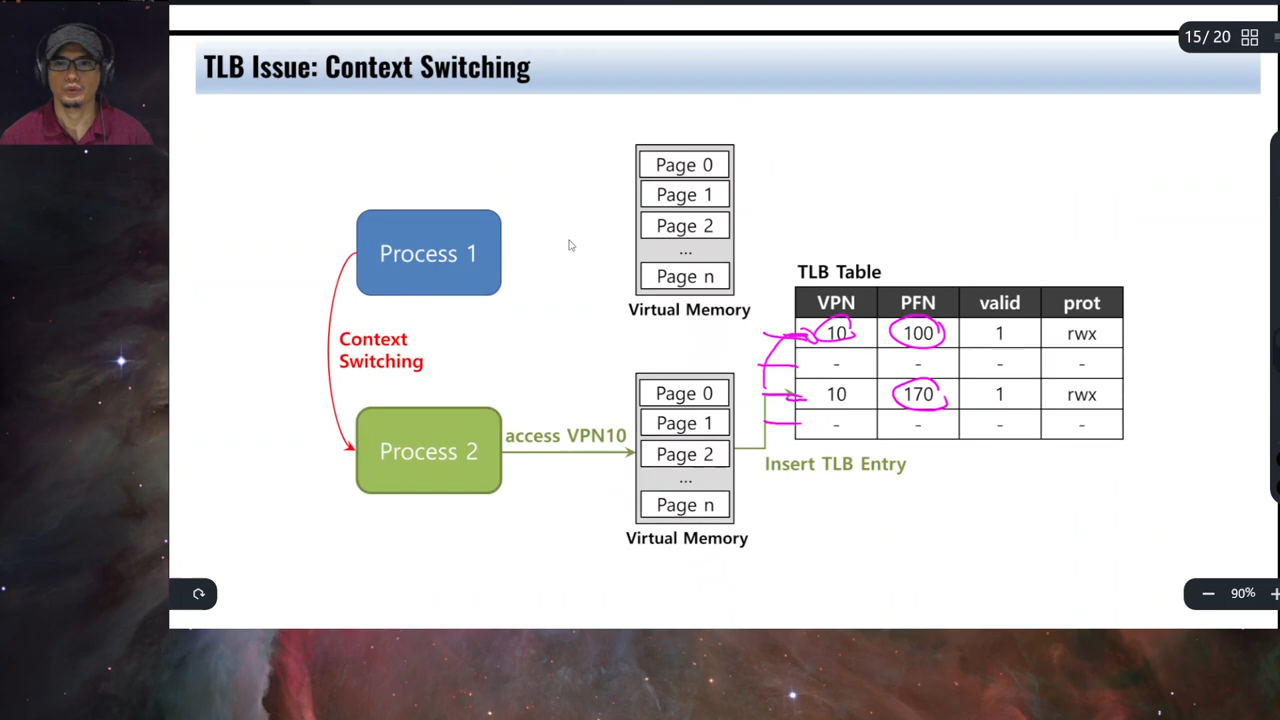 15/ 20
TLB Issue: Context Switching
Page 0
Page 1
Page 2
...
Page n
Virtual Memory
Process 1
Context
Switching
Process 2
access VPN10
Page 0
Page 1
Page 2
...
Page n
Virtual Memory
Insert TLB Entry
TLB Table
VPN PFN valid prot
10 100 1 rwx
- - - -
10 170 1 rwx
- - - -
90%